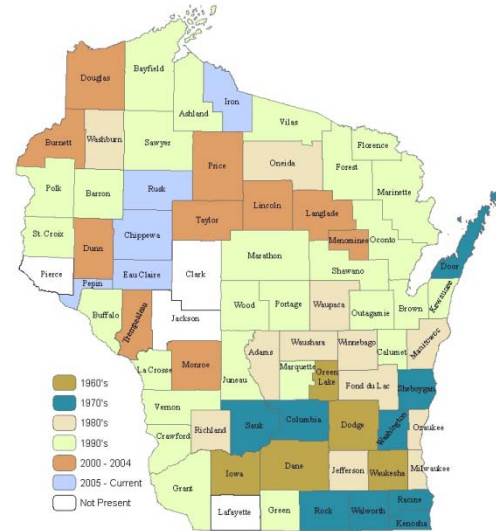 Douglas
Bayfield
Iron
Ashland
Vilas
Burnett
Washburn
Sawyer
Florence
Oneida
Forest
Price
Marinette
Polk
Barron
Rusk
Lincoln
Langlade
Taylor
Oconto
Menominee
St. Croix
Dunn
Chippewa
Door
Marathon
Shawano
Pierce
Pepin
Eau Claire
Clark
Kewaunee
Buffalo
Trempealeau
Jackson
Wood
Portage
Waupaca
Outagamie
Brown
Manitowoc
Waushara
Winnebago
Calumet
Adams
La Crosse
Monroe
Juneau
Marquette
Green
Lake
Fond du Lac
Sheboygan
Vernon
Crawford
Richland
Sauk
Columbia
Dodge
Washington
Ozaukee
Iowa
Dane
Jefferson
Waukesha
Milwaukee
Grant
Lafayette
Green
Rock
Walworth
Racine
Kenosha
1960's
1970's
1980's
1990's
2000 - 2004
2005 - Current
Not Present